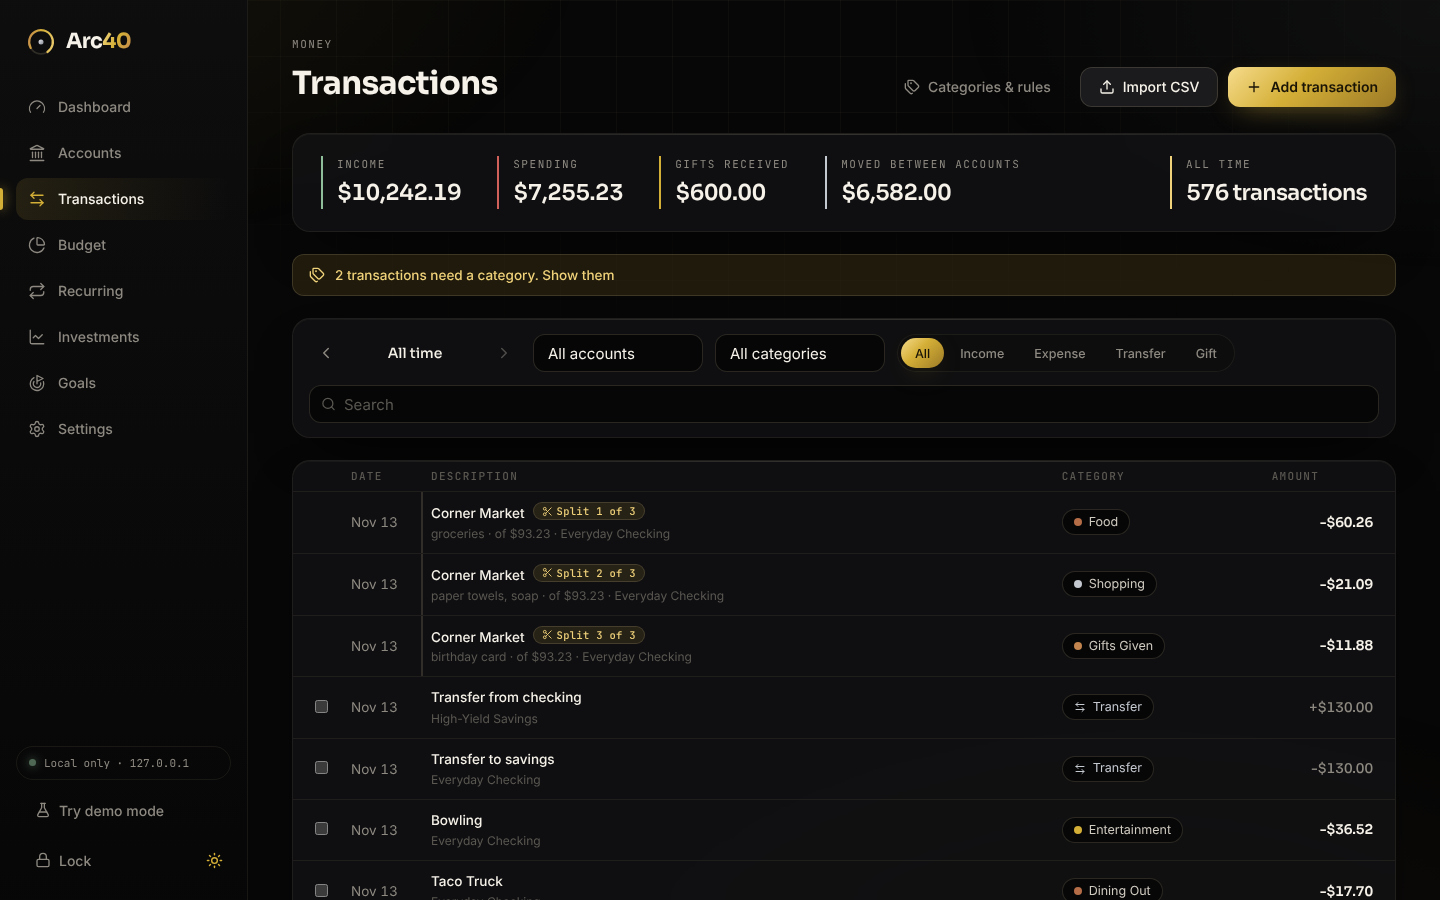 Arc40
Dashboard
Accounts
Transactions
Budget
Recurring
Investments
Goals
Settings
Local only · 127.0.0.1
Try demo mode
Lock
MONEY
Transactions
Categories & rules
Import CSV
Add transaction
INCOME
$10,242.19
SPENDING
$7,255.23
GIFTS RECEIVED
$600.00
MOVED BETWEEN ACCOUNTS
$6,582.00
ALL TIME
576 transactions
2 transactions need a category. Show them
All time
All accounts
All categories
All
Income
Expense
Transfer
Gift
Search
DATE DESCRIPTION CATEGORY AMOUNT
Nov 13 Corner Market Split 1 of 3 Food -$60.26
groceries · of $93.23 · Everyday Checking
Nov 13 Corner Market Split 2 of 3 Shopping -$21.09
paper towels, soap · of $93.23 · Everyday Checking
Nov 13 Corner Market Split 3 of 3 Gifts Given -$11.88
birthday card · of $93.23 · Everyday Checking
Nov 13 Transfer from checking Transfer +$130.00
High-Yield Savings
Nov 13 Transfer to savings Transfer -$130.00
Everyday Checking
Nov 13 Bowling Entertainment -$36.52
Everyday Checking
Nov 13 Taco Truck Dining Out -$17.70